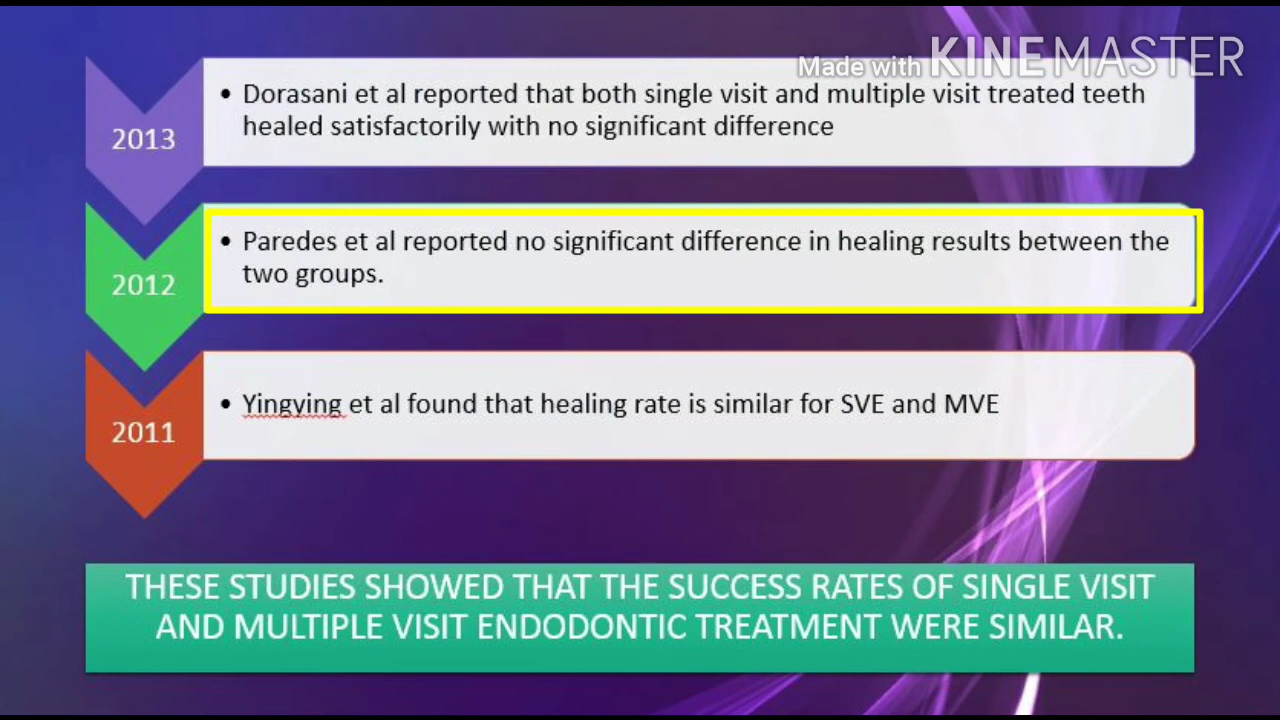 Made with KINEMASTER
2013
• Dorasani et al reported that both single visit and multiple visit treated teeth
healed satisfactorily with no significant difference
2012
• Paredes et al reported no significant difference in healing results between the
two groups.
2011
• Yingying et al found that healing rate is similar for SVE and MVE
THESE STUDIES SHOWED THAT THE SUCCESS RATES OF SINGLE VISIT
AND MULTIPLE VISIT ENDODONTIC TREATMENT WERE SIMILAR.